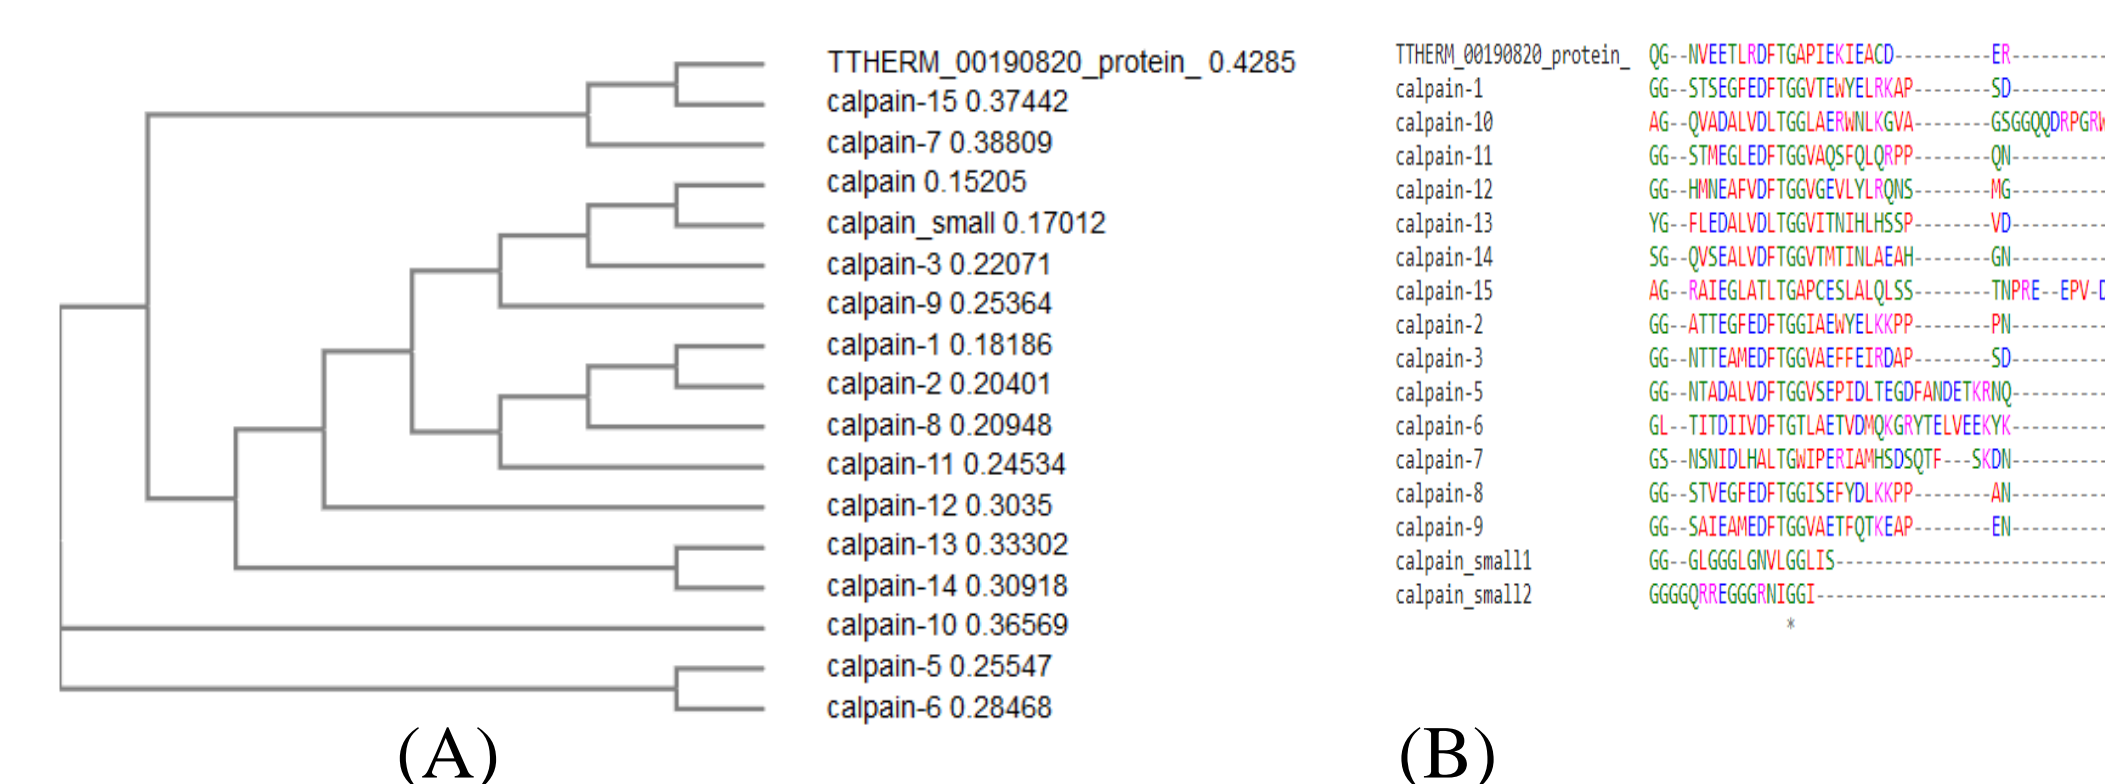 TTHERM_00190820_protein_ 0.4285
calpain-15 0.37442
calpain-7 0.38809
calpain 0.15205
calpain_small 0.17012
calpain-3 0.22071
calpain-9 0.25364
calpain-1 0.18186
calpain-2 0.20401
calpain-8 0.20948
calpain-11 0.24534
calpain-12 0.3035
calpain-13 0.33302
calpain-14 0.30918
calpain-10 0.36569
calpain-5 0.25547
calpain-6 0.28468
(A)
TTHERM_00190820_protein_ QG--NVEETLRDFTGAPIEKIEACD----------ER----------
calpain-1 GG--STSEGFEDFTGGVTEWYELRKAP--------SD----------
calpain-10 AG--QVADALVDLTGGLAERWNLKGVA--------GSGGQQDRPGRW
calpain-11 GG--STMEGLEDFTGGVAQSFQLQRPP--------QN----------
calpain-12 GG--HMNEAFVDFTGGVGEVLYLRQNS--------MG----------
calpain-13 YG--FLEDALVDLTGGVITNIHLHSSP--------VD----------
calpain-14 SG--QVSEALVDFTGGVTMTINLAEAH--------GN----------
calpain-15 AG--RAIEGLATLTGAPCESLALQLSS--------TNPRE--EPV-D
calpain-2 GG--ATTEGFEDFTGGIAEWYELKKPP--------PN----------
calpain-3 GG--NTTEAMEDFTGGVAEFFEIRDAP--------SD----------
calpain-5 GG--NTADALVDFTGGVSEPIDLTEGDFANDETKRNQ----------
calpain-6 GL--TITDIIVDFTGTLAETVDMQKGRYTELVEEKYK----------
calpain-7 GS--NSNIDLHALTGWIPERIAMHSDSQTF---SKDN----------
calpain-8 GG--STVEGFEDFTGGISEFYDLKKPP--------AN----------
calpain-9 GG--SAIEAMEDFTGGVAETFQTKEAP--------EN----------
calpain_small1 GG--GLGGGLGNVLGGLIS----------------------------
calpain_small2 GGGGQRREGGGRNIGGI------------------------------
*
(B)